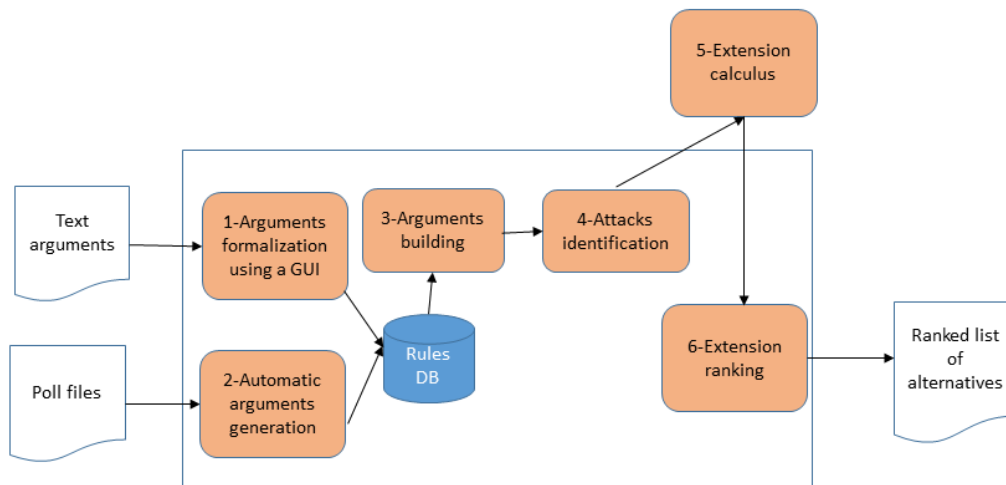 5-Extension
calculus
Text
arguments
1-Arguments
formalization
using a GUI
3-Arguments
building
4-Attacks
identification
Rules
DB
Poll files
2-Automatic
arguments
generation
6-Extension
ranking
Ranked list
of
alternatives